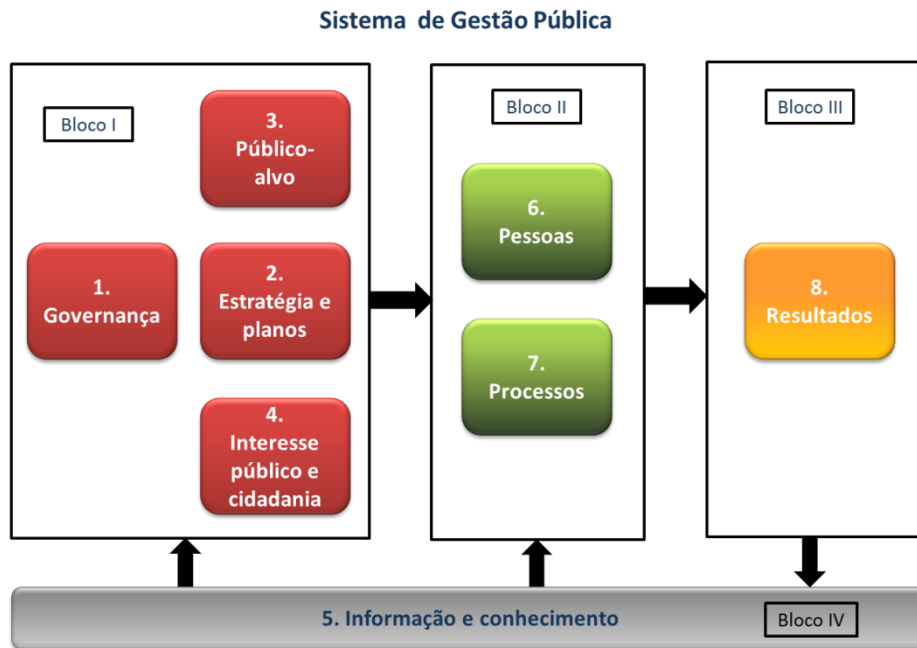 Sistema de Gestão Pública
Bloco I
3.
Público-
alvo
1.
Governança
2.
Estratégia e
planos
4.
Interesse
público e
cidadania
Bloco II
6.
Pessoas
7.
Processos
Bloco III
8.
Resultados
5. Informação e conhecimento
Bloco IV